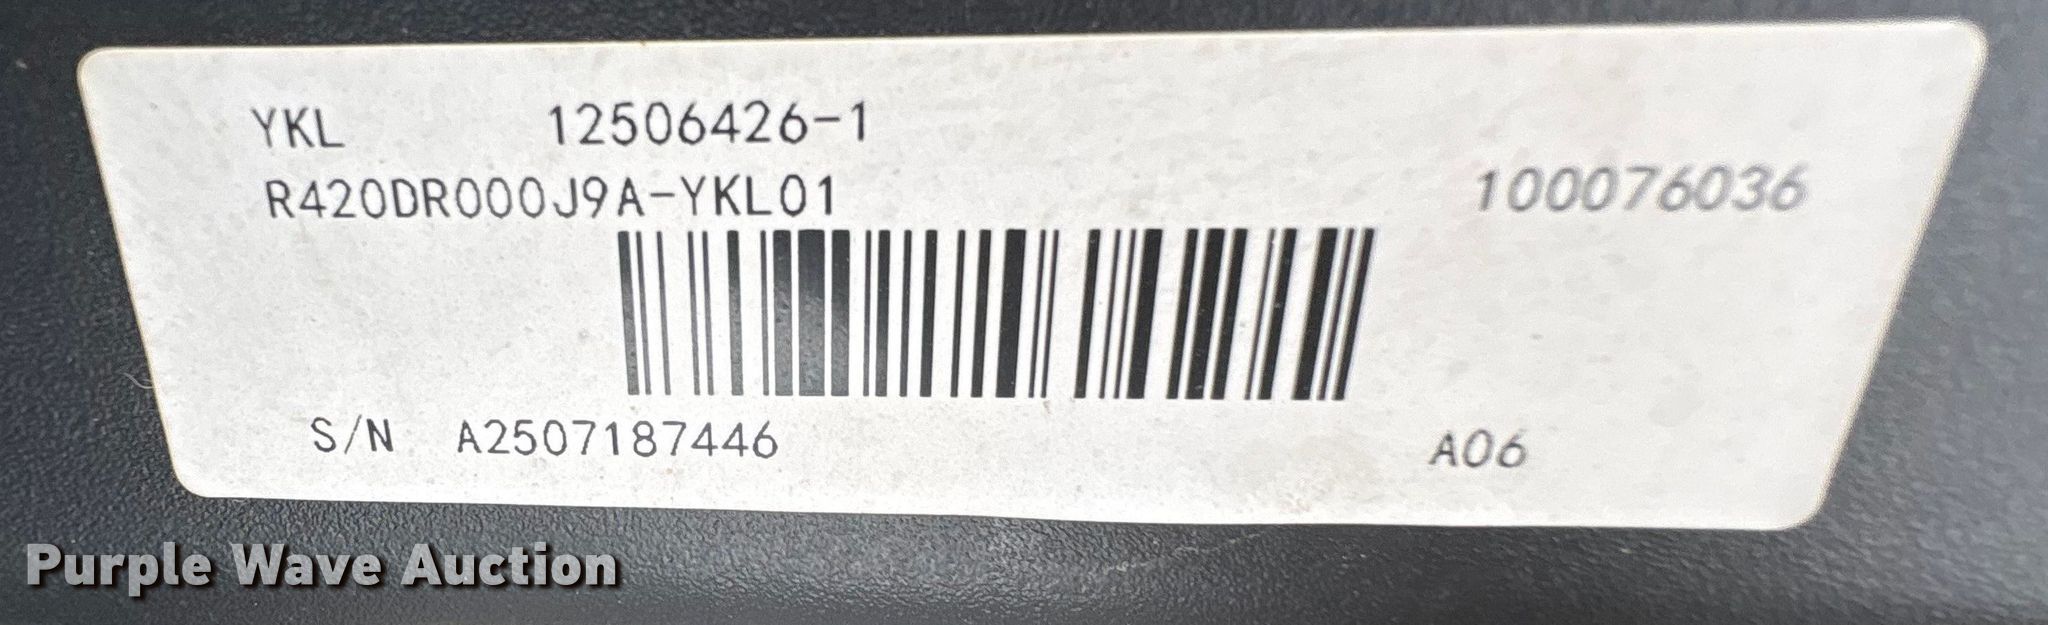 YKL 12506426-1
R420DR000J9A-YKL01 100076036
S/N A2507187446 A06
Purple Wave Auction